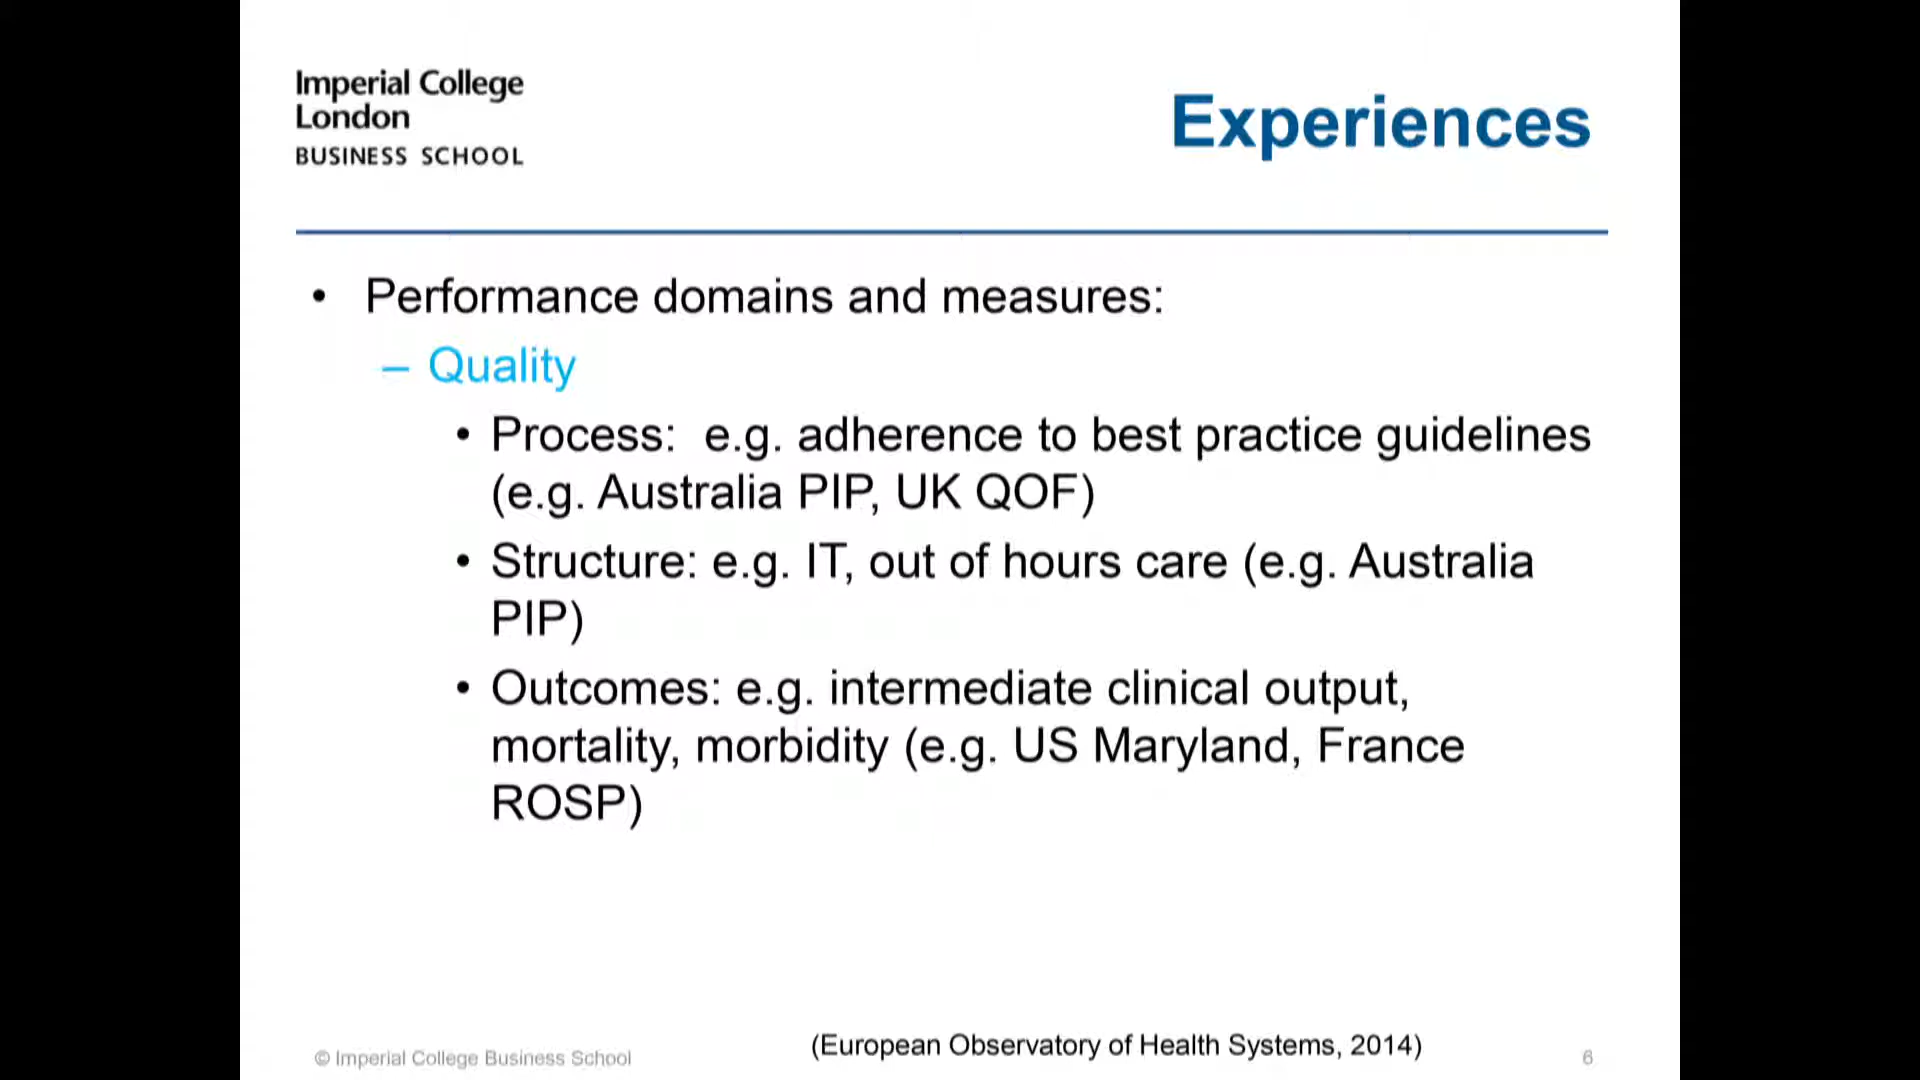 Imperial College
London
BUSINESS SCHOOL
Experiences
• Performance domains and measures:
– Quality
• Process: e.g. adherence to best practice guidelines
(e.g. Australia PIP, UK QOF)
• Structure: e.g. IT, out of hours care (e.g. Australia
PIP)
• Outcomes: e.g. intermediate clinical output,
mortality, morbidity (e.g. US Maryland, France
ROSP)
© Imperial College Business School
(European Observatory of Health Systems, 2014)
6